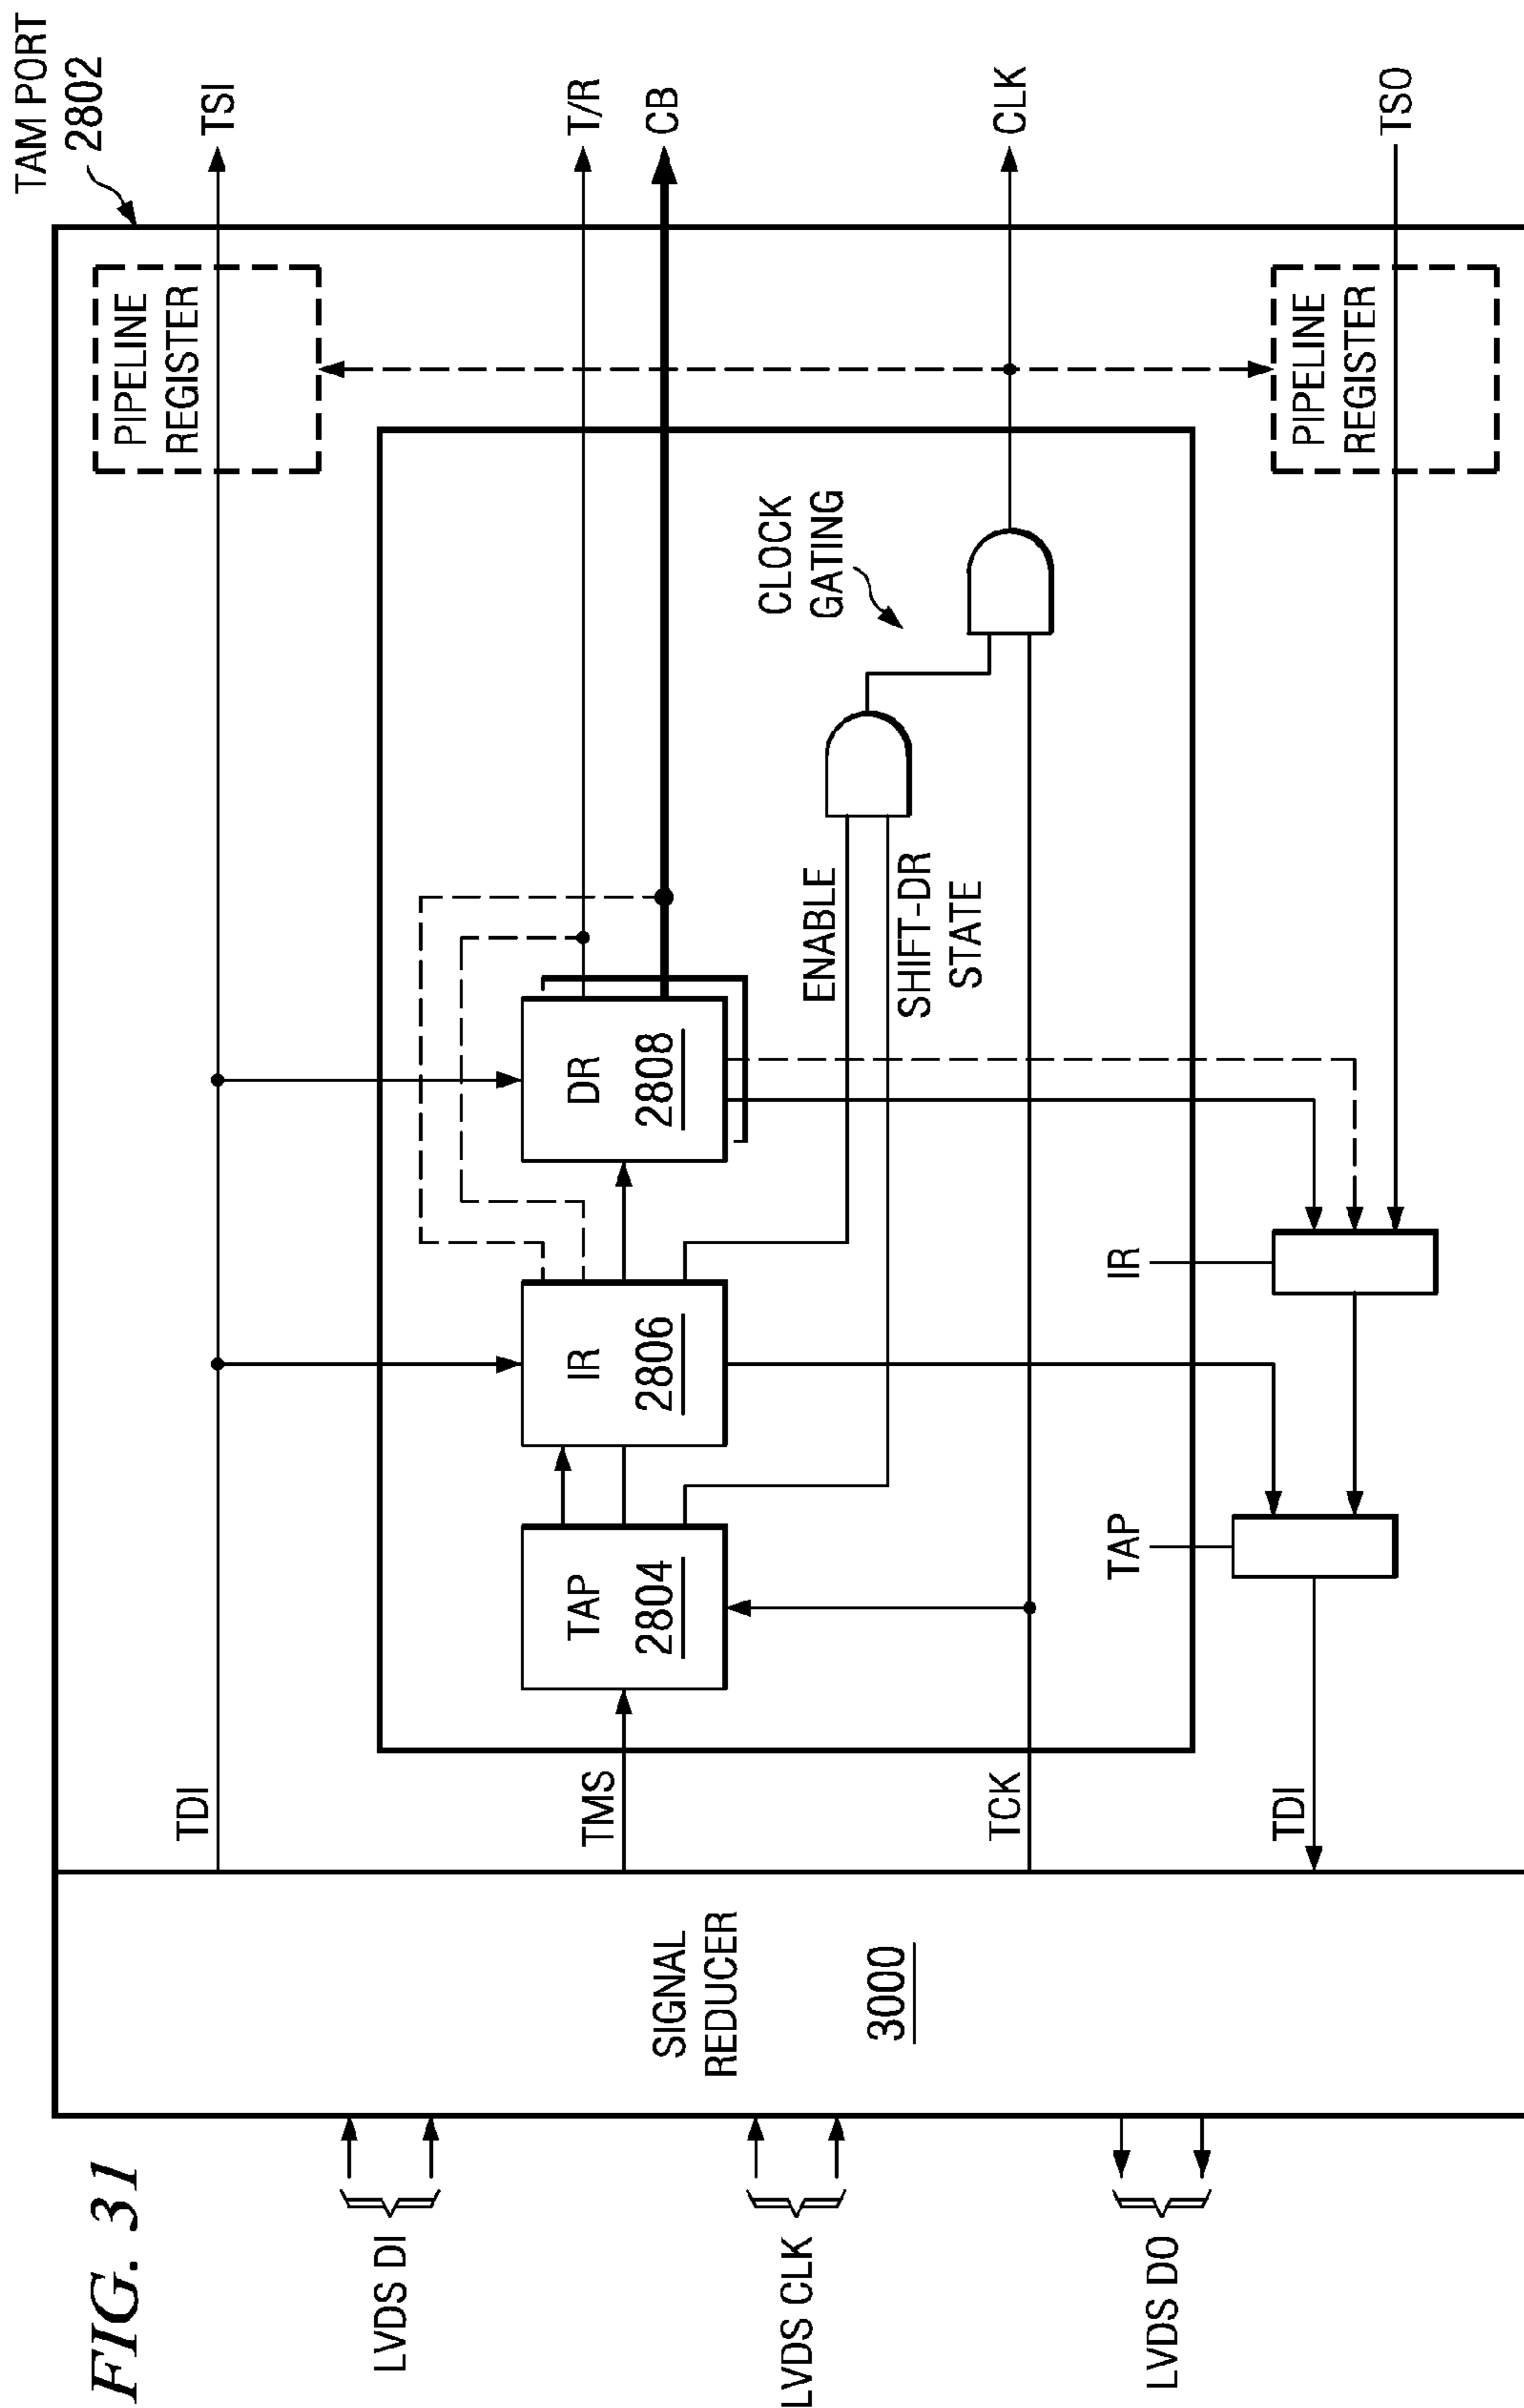 FIG. 31
TAM PORT
2802
LVDS DI
LVDS CLK
LVDS DO
SIGNAL
REDUCER
3000
TDI
TMS
TCK
TDI
TAP
2804
IR
2806
DR
2808
ENABLE
SHIFT-DR
STATE
CLOCK
GATING
TAP
IR
PIPELINE
REGISTER
PIPELINE
REGISTER
TSI
T/R
CB
CLK
TSO